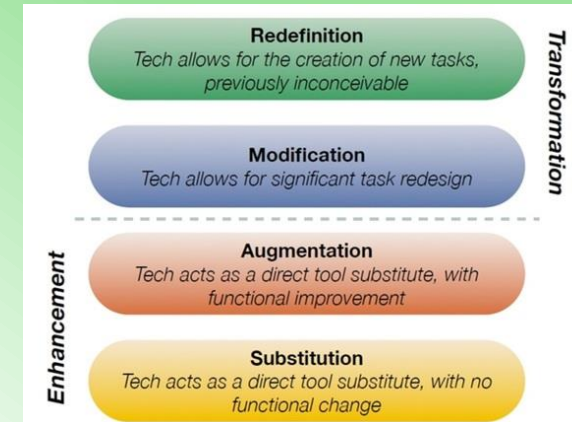 Redefinition
Tech allows for the creation of new tasks,
previously inconceivable
Transformation
Modification
Tech allows for significant task redesign
Augmentation
Tech acts as a direct tool substitute, with
functional improvement
Enhancement
Substitution
Tech acts as a direct tool substitute, with no
functional change